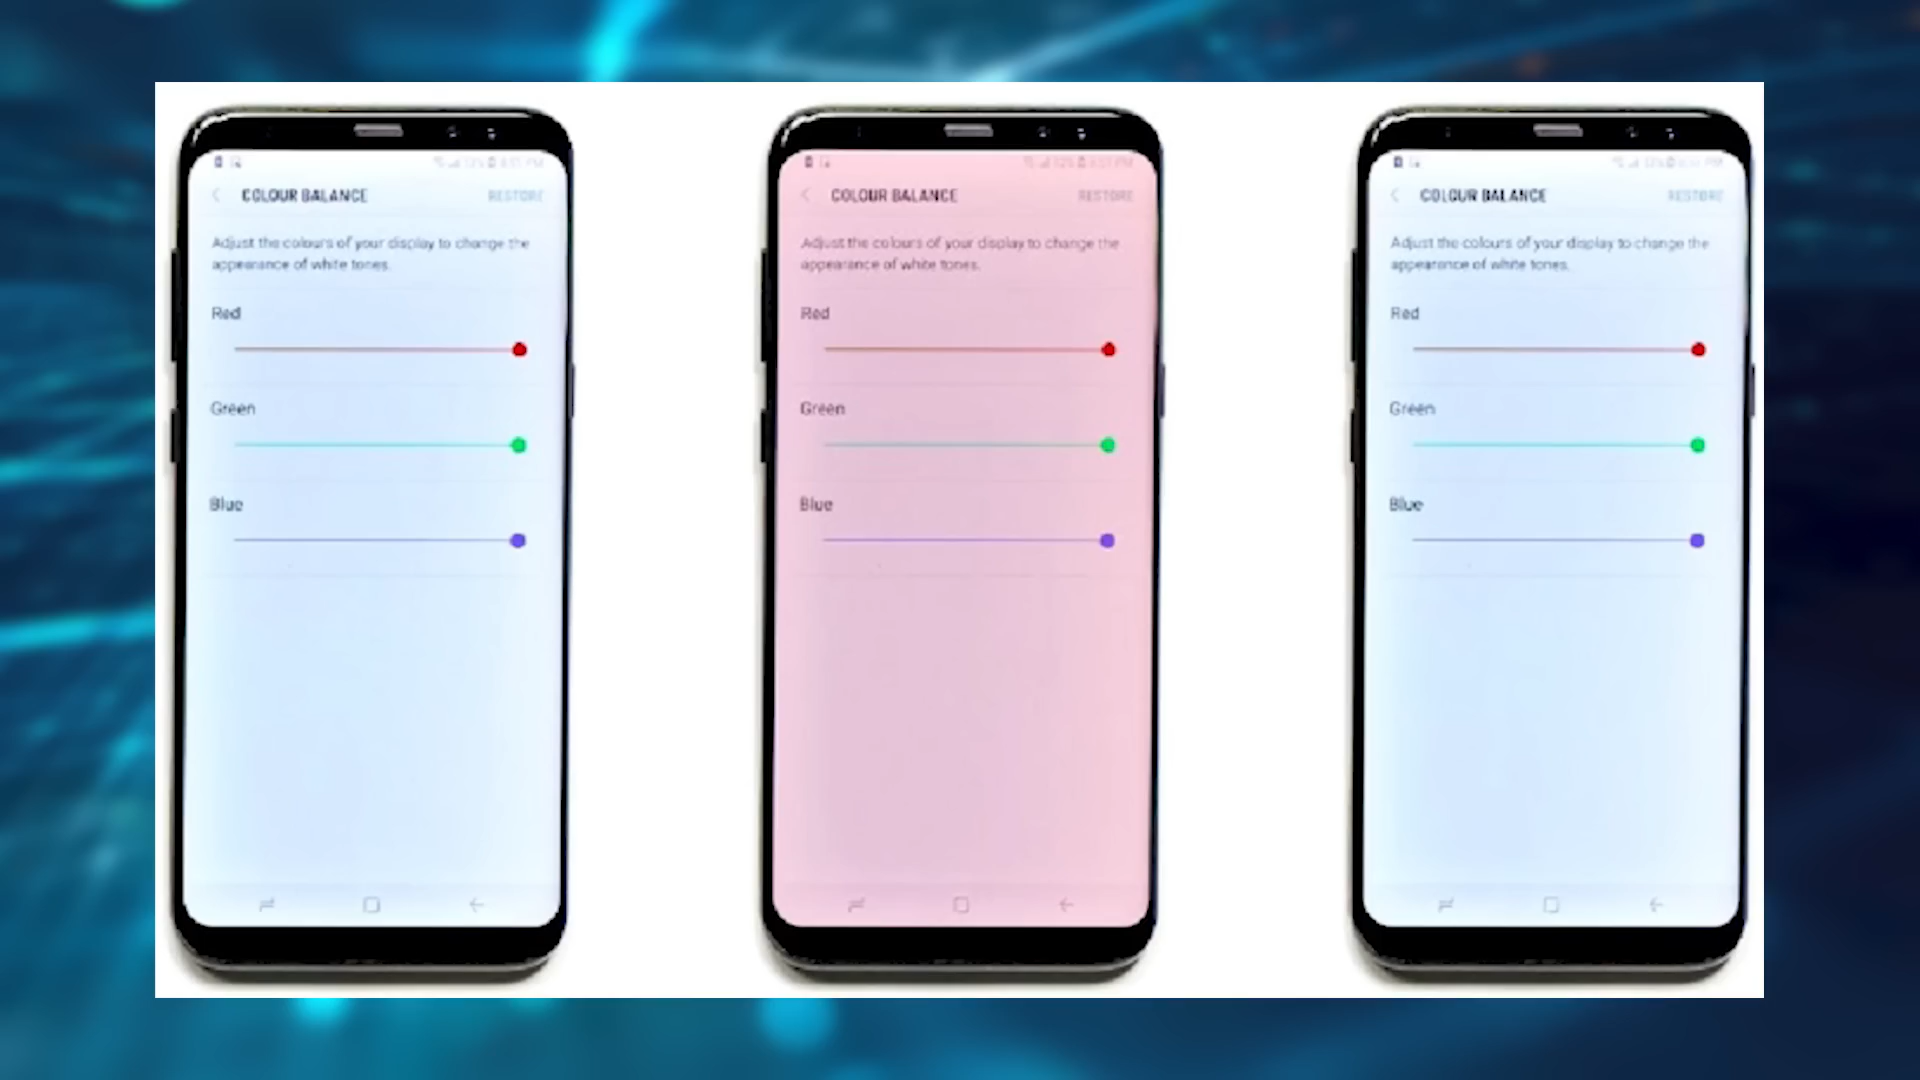 COLOUR BALANCE
RESTORE
Adjust the colours of your display to change the
appearance of white tones.
Red
Green
Blue
COLOUR BALANCE
RESTORE
Adjust the colours of your display to change the
appearance of white tones.
Red
Green
Blue
COLOUR BALANCE
RESTORE
Adjust the colours of your display to change the
appearance of white tones.
Red
Green
Blue